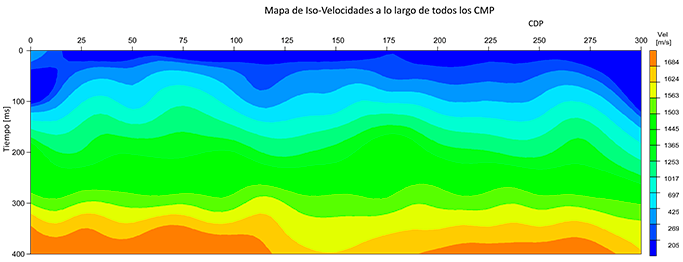 Mapa de Iso-Velocidades a lo largo de todos los CMP
CDP
Vel
[m/s]
0 25 50 75 100 125 150 175 200 225 250 275 300
Tiempo [ms]
0
100
200
300
400
1684
1624
1563
1503
1445
1365
1253
1017
697
425
269
205